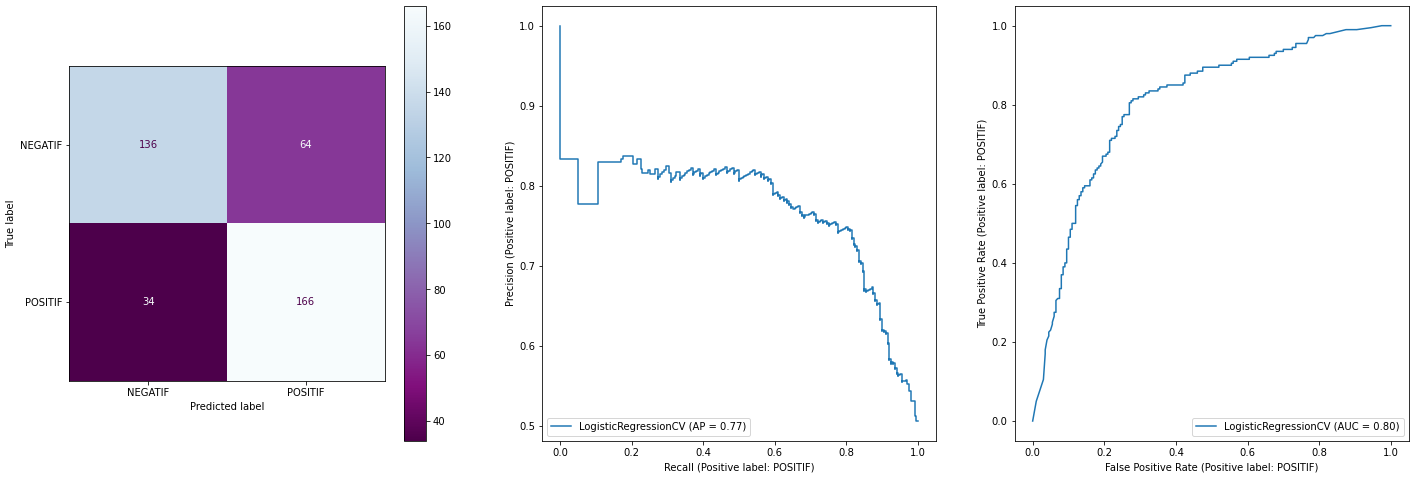 NEGATIF
POSITIF
True label
136
64
34
166
NEGATIF
POSITIF
Predicted label
160
140
120
100
80
60
40
1.0
0.9
0.8
0.7
0.6
0.5
Precision (Positive label: POSITIF)
LogisticRegressionCV (AP = 0.77)
0.0
0.2
0.4
0.6
0.8
1.0
Recall (Positive label: POSITIF)
1.0
0.8
0.6
0.4
0.2
0.0
True Positive Rate (Positive label: POSITIF)
LogisticRegressionCV (AUC = 0.80)
0.0
0.2
0.4
0.6
0.8
1.0
False Positive Rate (Positive label: POSITIF)